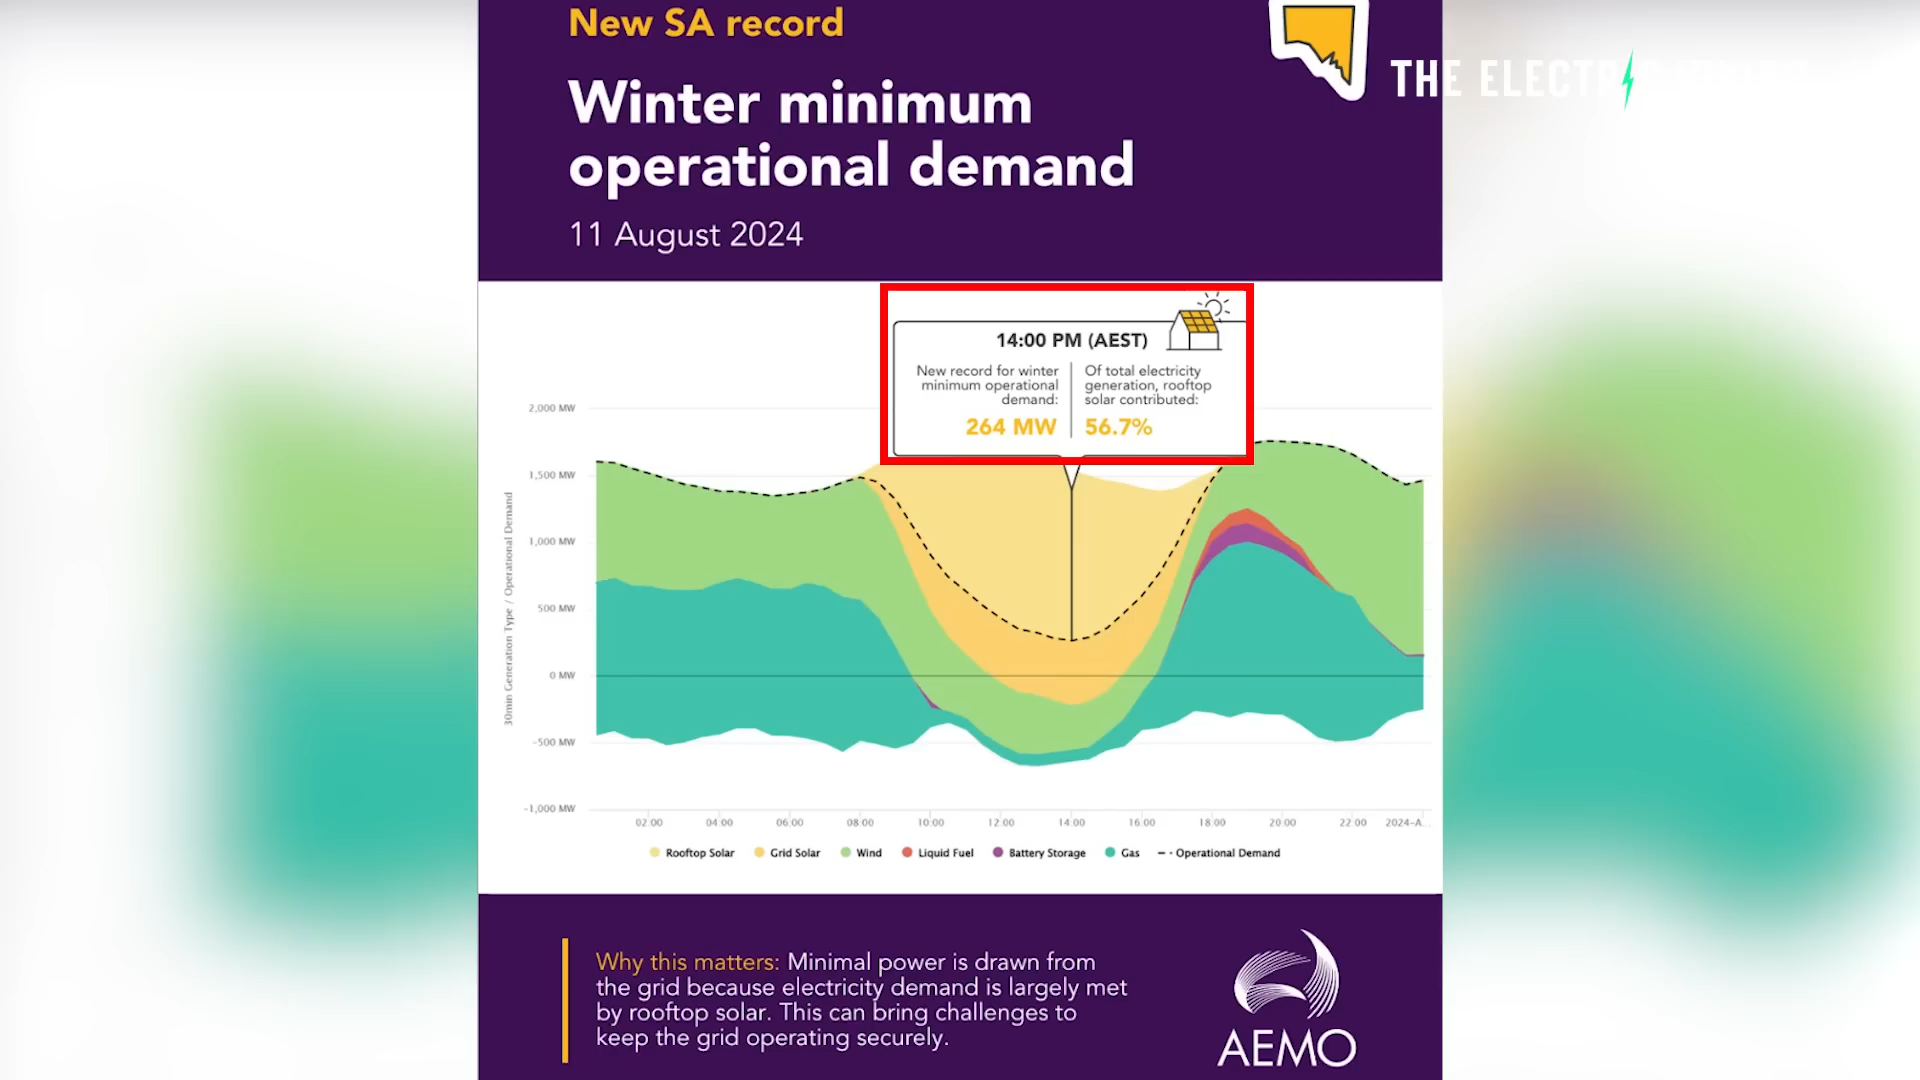 New SA record
Winter minimum
operational demand
11 August 2024
THE ELECTR
14:00 PM (AEST)
New record for winter
minimum operational
demand:
264 MW
Of total electricity
generation, rooftop
solar contributed:
56.7%
30min Generation Type / Operational Demand
2,000 MW
1,500 MW
1,000 MW
500 MW
0 MW
-500 MW
-1,000 MW
02:00 04:00 06:00 08:00 10:00 12:00 14:00 16:00 18:00 20:00 22:00 2024-A...
Rooftop Solar Grid Solar Wind Liquid Fuel Battery Storage Gas Operational Demand
Why this matters: Minimal power is drawn from
the grid because electricity demand is largely met
by rooftop solar. This can bring challenges to
keep the grid operating securely.
AEMO